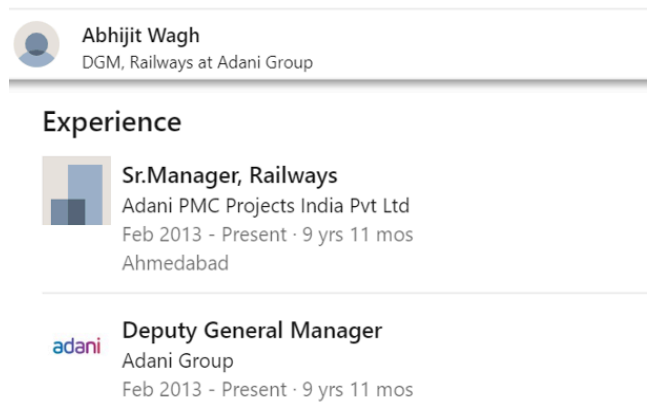 Abhijit Wagh
DGM, Railways at Adani Group
Experience
Sr.Manager, Railways
Adani PMC Projects India Pvt Ltd
Feb 2013 - Present · 9 yrs 11 mos
Ahmedabad
adani
Deputy General Manager
Adani Group
Feb 2013 - Present · 9 yrs 11 mos